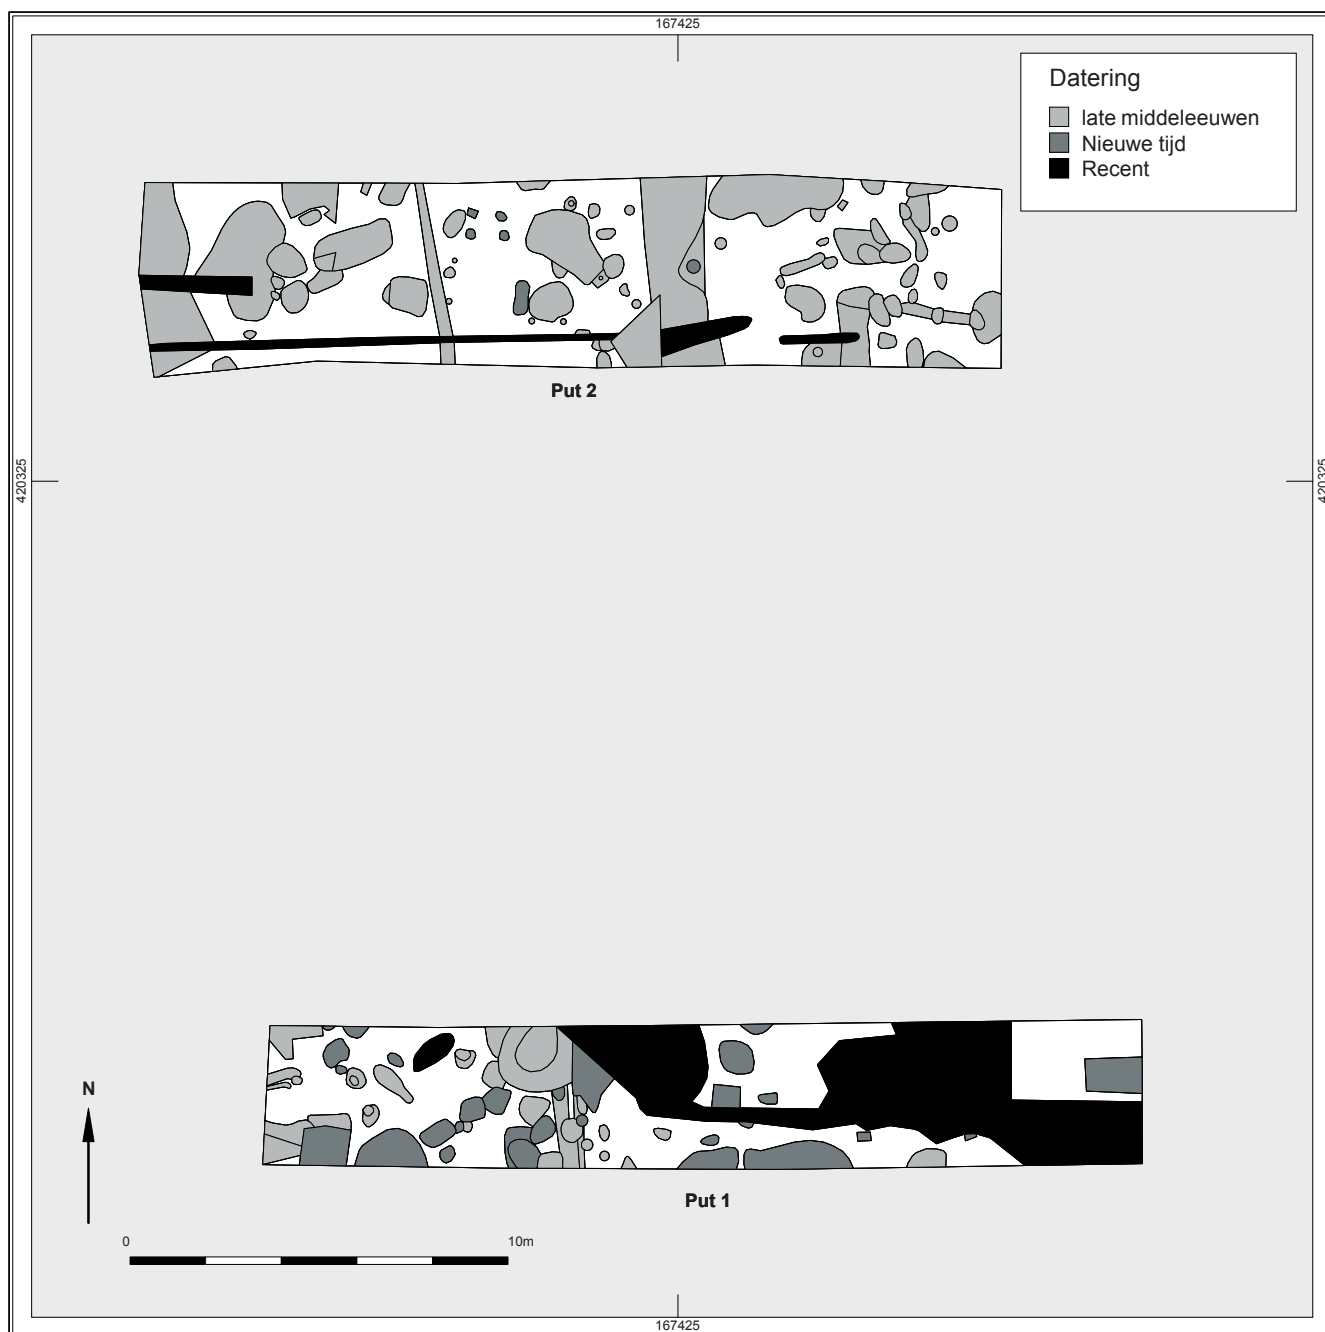 167425
Datering
late middeleeuwen
Nieuwe tijd
Recent
Put 2
420325
420325
N
Put 1
0
10m
167425